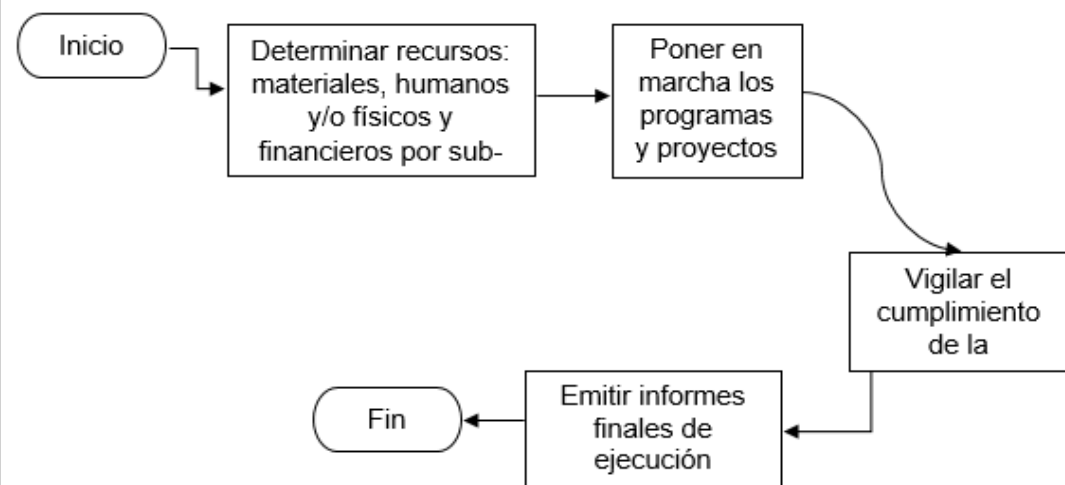 Inicio
Determinar recursos:
materiales, humanos
y/o físicos y
financieros por sub-
Poner en
marcha los
programas
y proyectos
Vigilar el
cumplimiento
de la
Emitir informes
finales de
ejecución
Fin